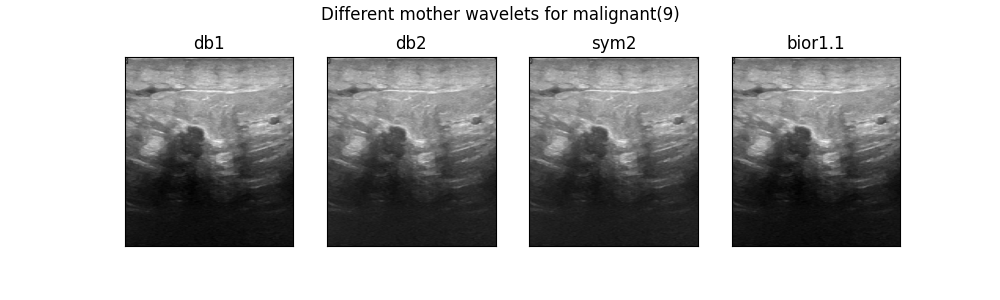 Different mother wavelets for malignant(9)
db1
db2
sym2
bior1.1